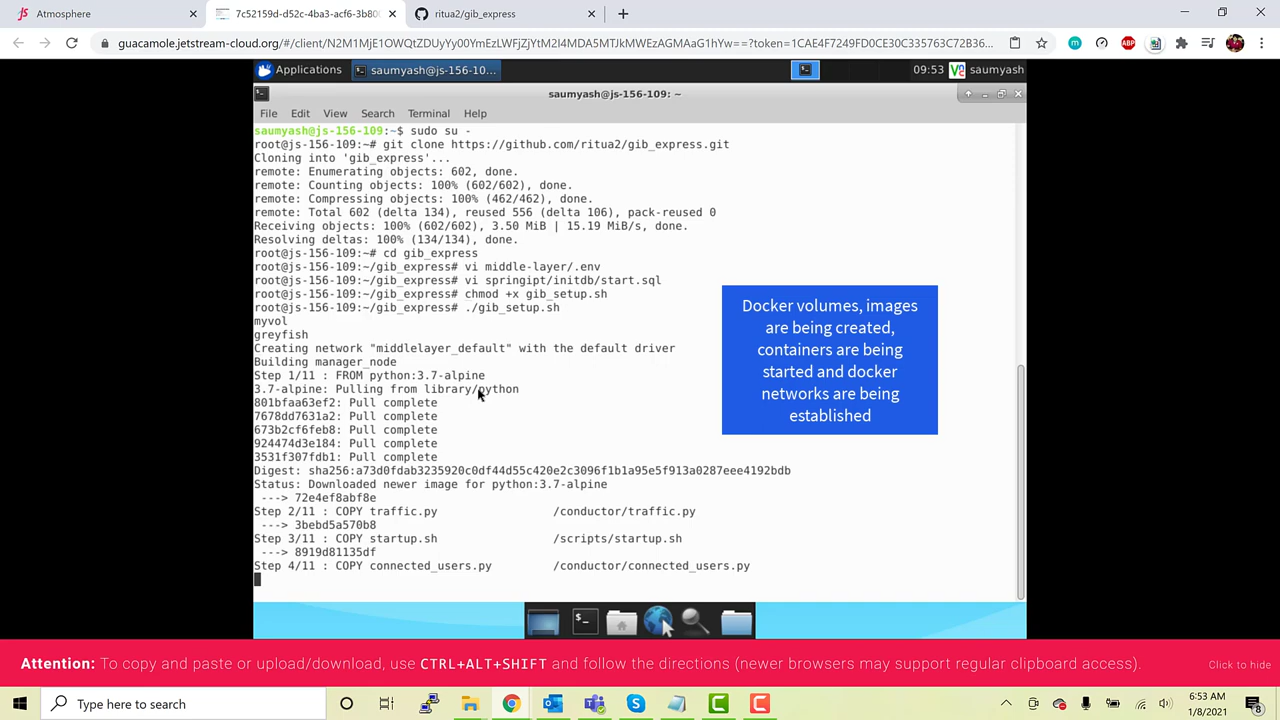 Atmosphere
7c52159d-d52c-4ba3-acf6-3b800
ritua2/gib_express
guacamole.jetstream-cloud.org/#/client/N2M1MjE1OWQtZDUyYy00YmEzLWFjZjYtM2I4MDA5MTJkMWEzAGMAaG1hYw==?token=1CAE4F7249FD0CE30C335763C72B36...
Applications
saumyash@js-156-10...
09:53
saumyash
saumyash@js-156-109: ~
File Edit View Search Terminal Help
saumyash@js-156-109:~$ sudo su -
root@js-156-109:~# git clone https://github.com/ritua2/gib_express.git
Cloning into 'gib_express'...
remote: Enumerating objects: 602, done.
remote: Counting objects: 100% (602/602), done.
remote: Compressing objects: 100% (462/462), done.
remote: Total 602 (delta 134), reused 556 (delta 106), pack-reused 0
Receiving objects: 100% (602/602), 3.50 MiB | 15.19 MiB/s, done.
Resolving deltas: 100% (134/134), done.
root@js-156-109:~# cd gib_express
root@js-156-109:~/gib_express# vi middle-layer/.env
root@js-156-109:~/gib_express# vi springipt/initdb/start.sql
root@js-156-109:~/gib_express# chmod +x gib_setup.sh
root@js-156-109:~/gib_express# ./gib_setup.sh
myvol
greyfish
Creating network "middlelayer_default" with the default driver
Building manager_node
Step 1/11 : FROM python:3.7-alpine
3.7-alpine: Pulling from library/python
801bfaa63ef2: Pull complete
7678dd7631a2: Pull complete
673b2cf6feb8: Pull complete
924474d3e184: Pull complete
3531f307fdb1: Pull complete
Digest: sha256:a73d0fdab3235920c0df44d55c420e2c3096f1b1a95e5f913a0287eee4192bdb
Status: Downloaded newer image for python:3.7-alpine
---> 72e4ef8abf8e
Step 2/11 : COPY traffic.py /conductor/traffic.py
---> 3bebd5a570b8
Step 3/11 : COPY startup.sh /scripts/startup.sh
---> 8919d81135df
Step 4/11 : COPY connected_users.py /conductor/connected_users.py
Docker volumes, images
are being created,
containers are being
started and docker
networks are being
established
Attention: To copy and paste or upload/download, use CTRL+ALT+SHIFT and follow the directions (newer browsers may support regular clipboard access).
Click to hide
Type here to search
6:53 AM
1/8/2021
8